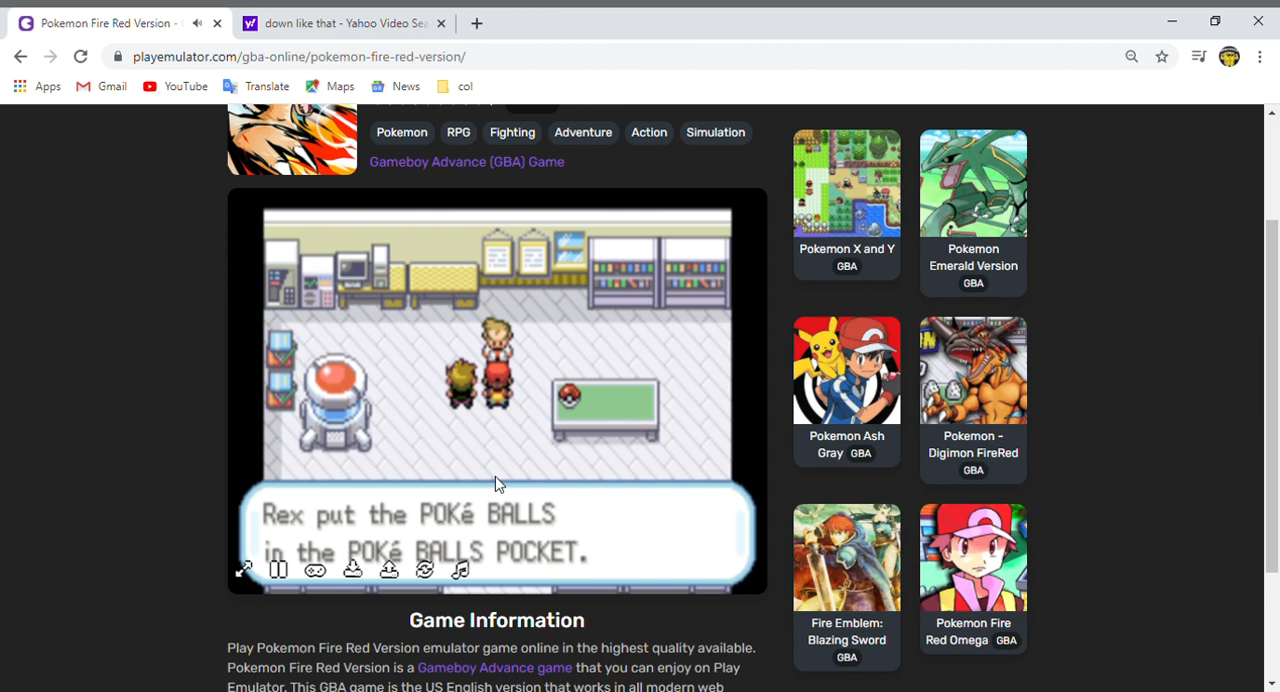 Pokemon Fire Red Version -
down like that - Yahoo Video Sea
playemulator.com/gba-online/pokemon-fire-red-version/
Apps
Gmail
YouTube
Translate
Maps
News
col
Pokemon
RPG
Fighting
Adventure
Action
Simulation
Gameboy Advance (GBA) Game
Rex put the POKé BALLS
in the POKé BALLS POCKET.
Game Information
Play Pokemon Fire Red Version emulator game online in the highest quality available.
Pokemon Fire Red Version is a Gameboy Advance game that you can enjoy on Play
Emulator. This GBA game is the US English version that works in all modern web
Pokemon X and Y
GBA
Pokemon
Emerald Version
GBA
Pokemon Ash
Gray GBA
Pokemon -
Digimon FireRed
GBA
Fire Emblem:
Blazing Sword
GBA
Pokemon Fire
Red Omega GBA